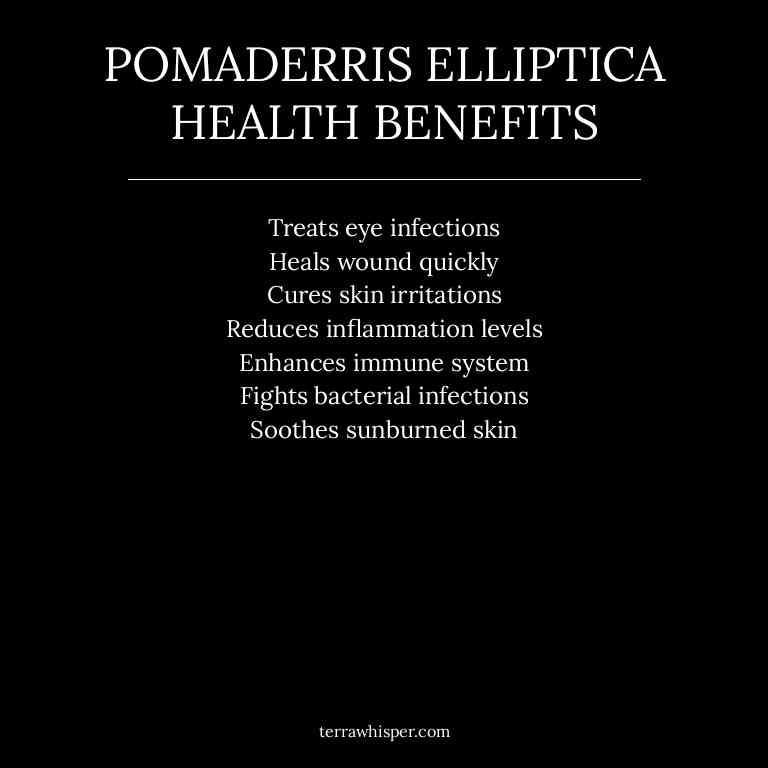 POMADERRIS ELLIPTICA
HEALTH BENEFITS
Treats eye infections
Heals wound quickly
Cures skin irritations
Reduces inflammation levels
Enhances immune system
Fights bacterial infections
Soothes sunburned skin
terrawhisper.com